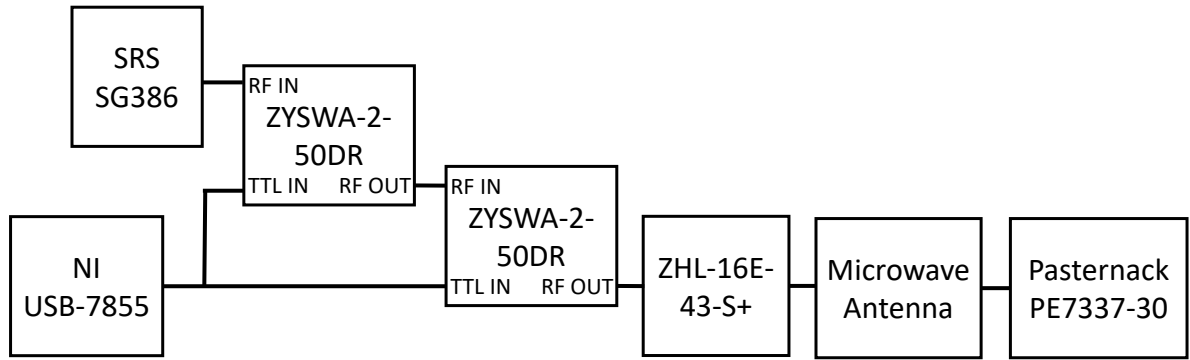 SRS
SG386
RF IN
ZYSWA-2-
50DR
TTL IN RF OUT
RF IN
ZYSWA-2-
50DR
TTL IN RF OUT
NI
USB-7855
ZHL-16E-
43-S+
Microwave
Antenna
Pasternack
PE7337-30